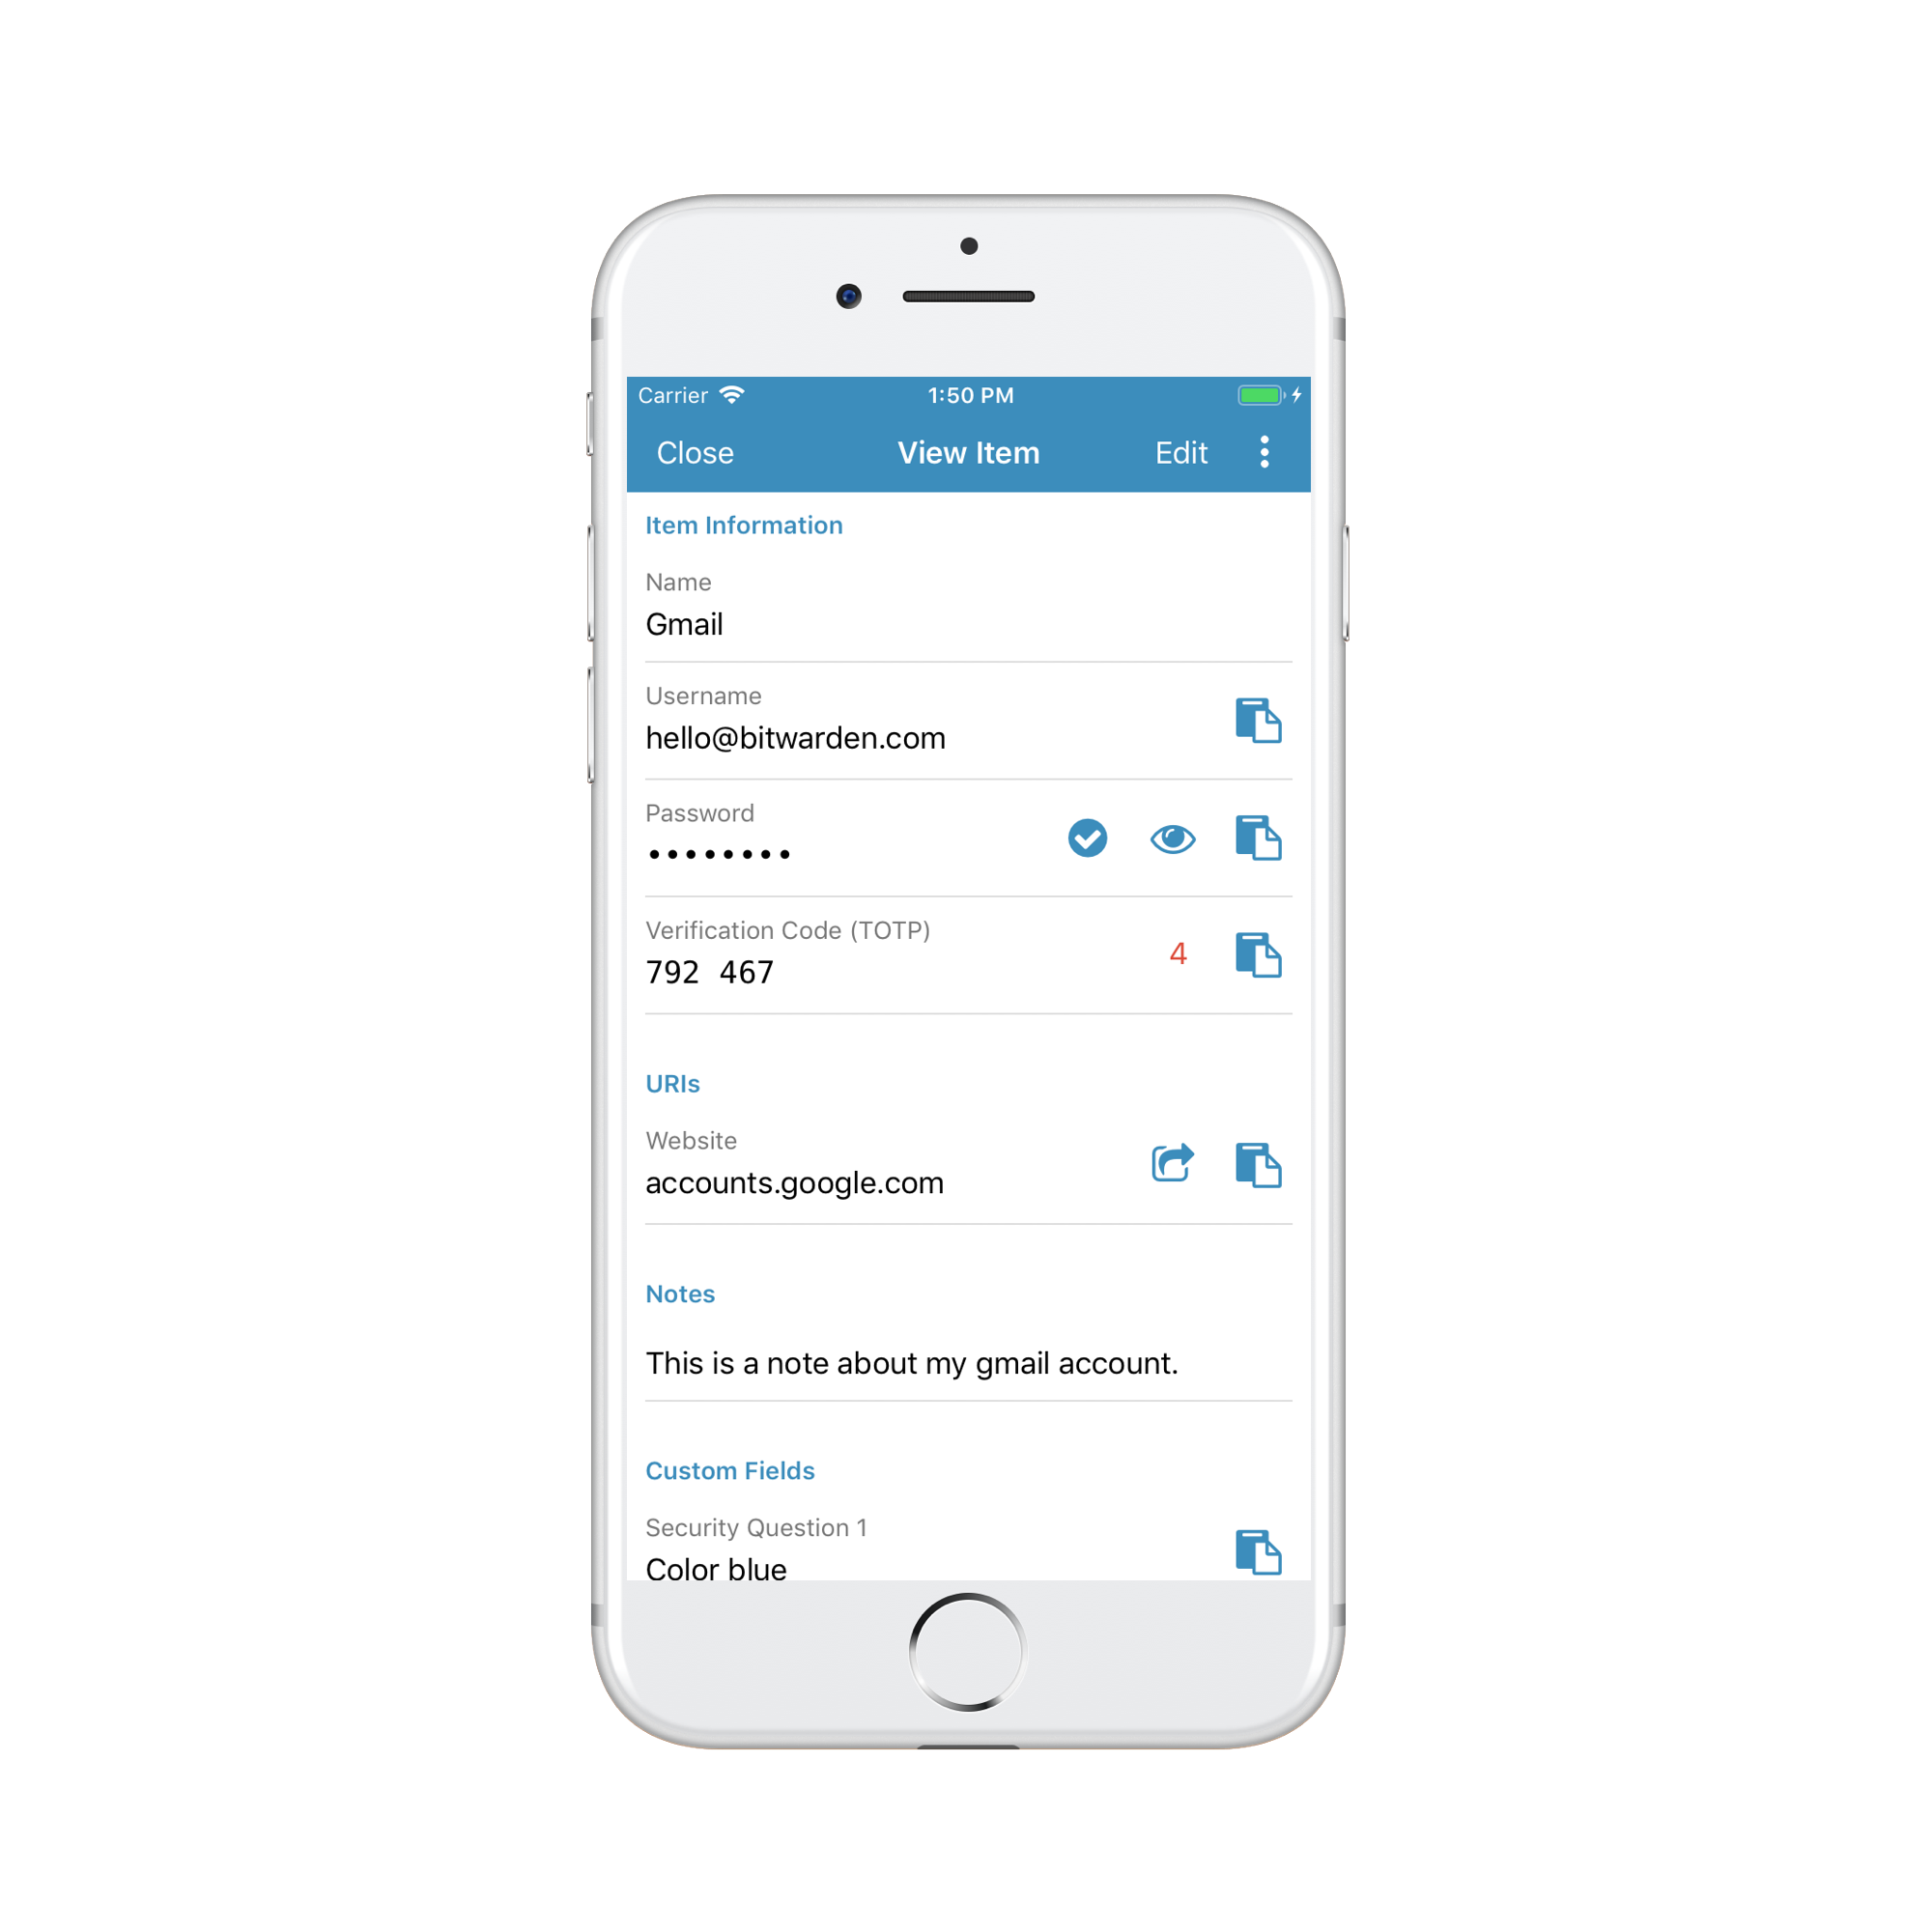 Carrier 1:50 PM
Close View Item Edit
Item Information
Name
Gmail
Username
hello@bitwarden.com
Password
••••••••
Verification Code (TOTP)
792 467 4
URIs
Website
accounts.google.com
Notes
This is a note about my gmail account.
Custom Fields
Security Question 1
Color blue